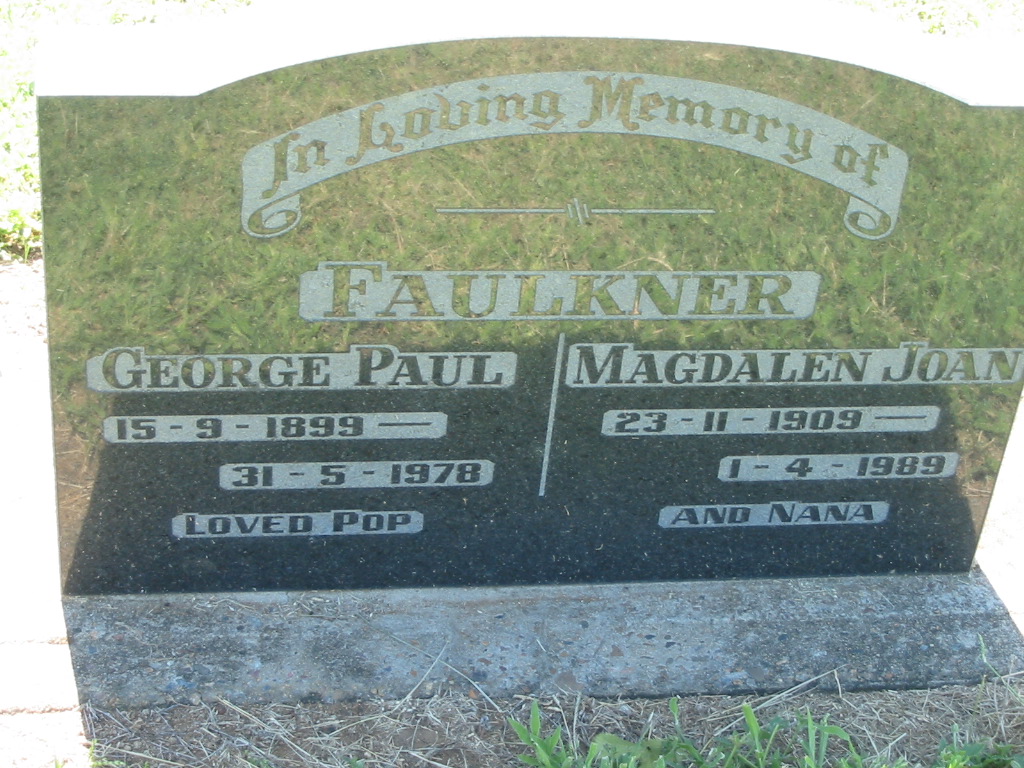 In Loving Memory of
FAULKNER
GEORGE PAUL
15-9-1899 —
31-5-1978
LOVED POP
MAGDALEN JOAN
23-11-1909 —
1-4-1989
AND NANA